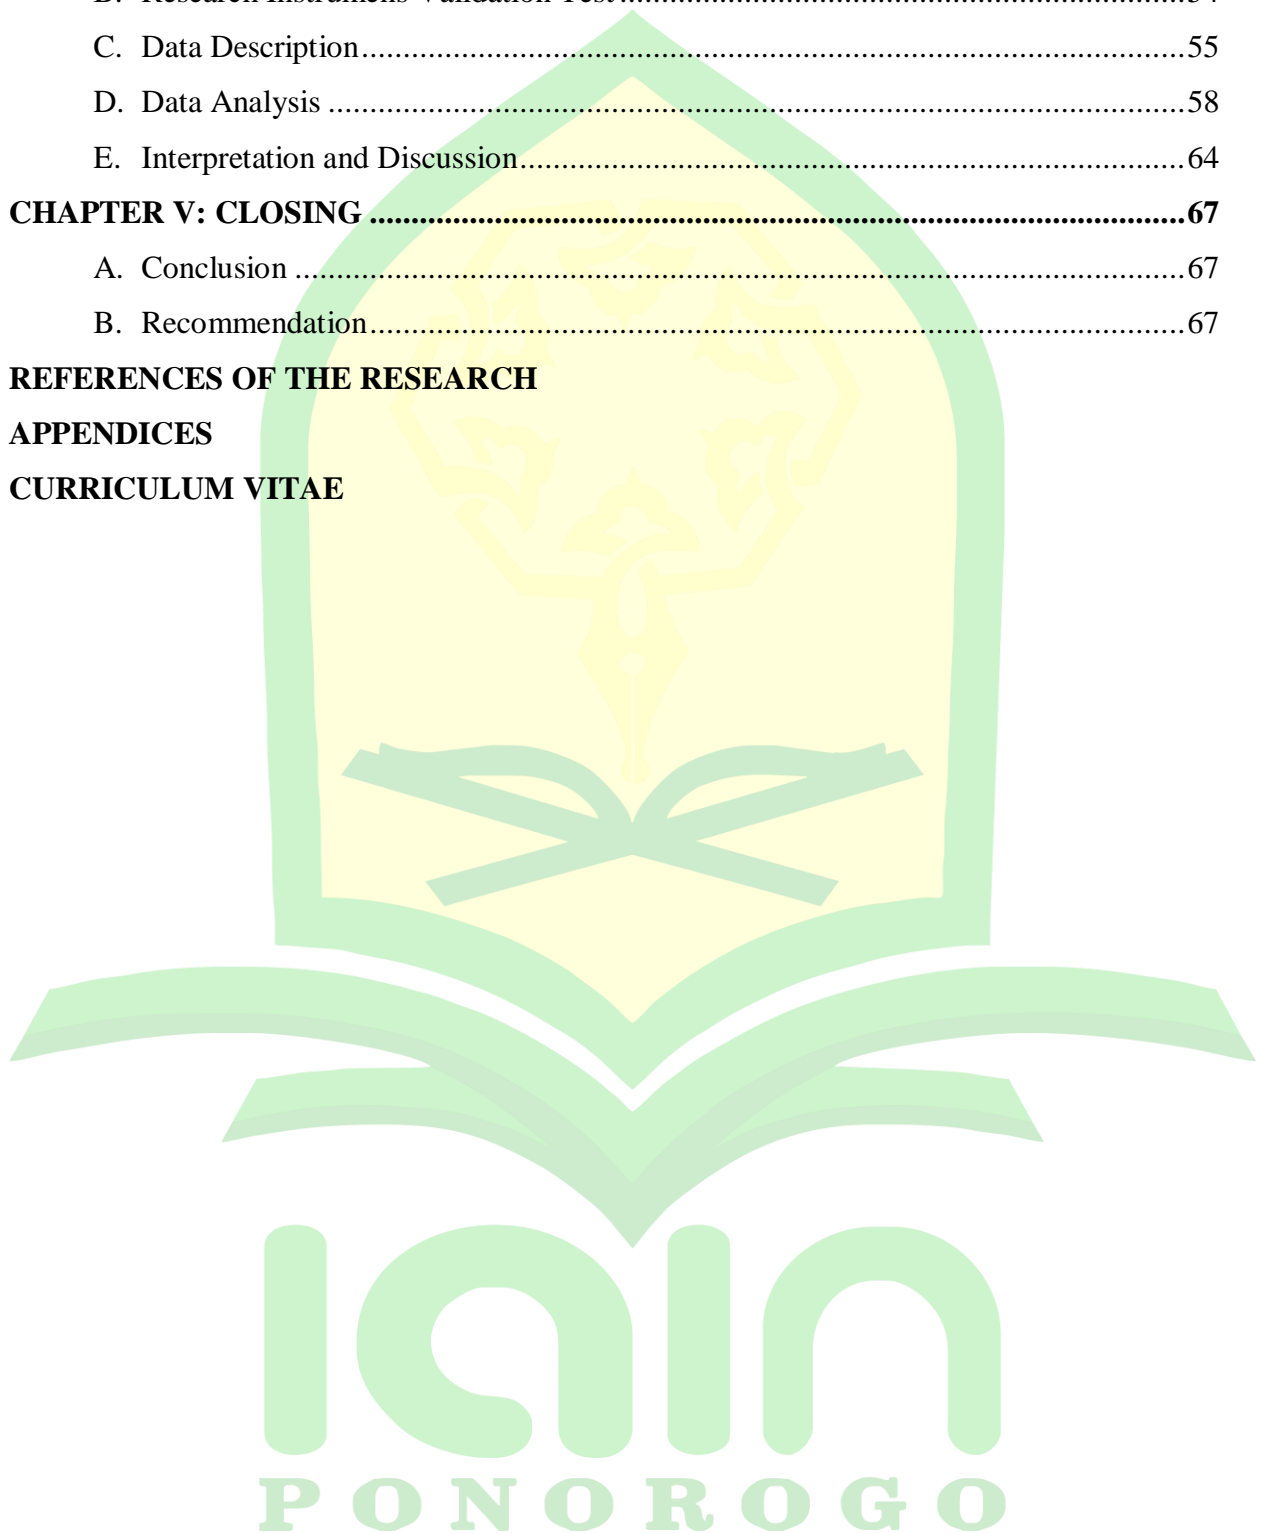 C. Data Description.......................................................................................................55
D. Data Analysis ...........................................................................................................58
E. Interpretation and Discussion...................................................................................64
CHAPTER V: CLOSING ...................................................................................................67
A. Conclusion ...............................................................................................................67
B. Recommendation......................................................................................................67
REFERENCES OF THE RESEARCH
APPENDICES
CURRICULUM VITAE
iain
PONOROGO